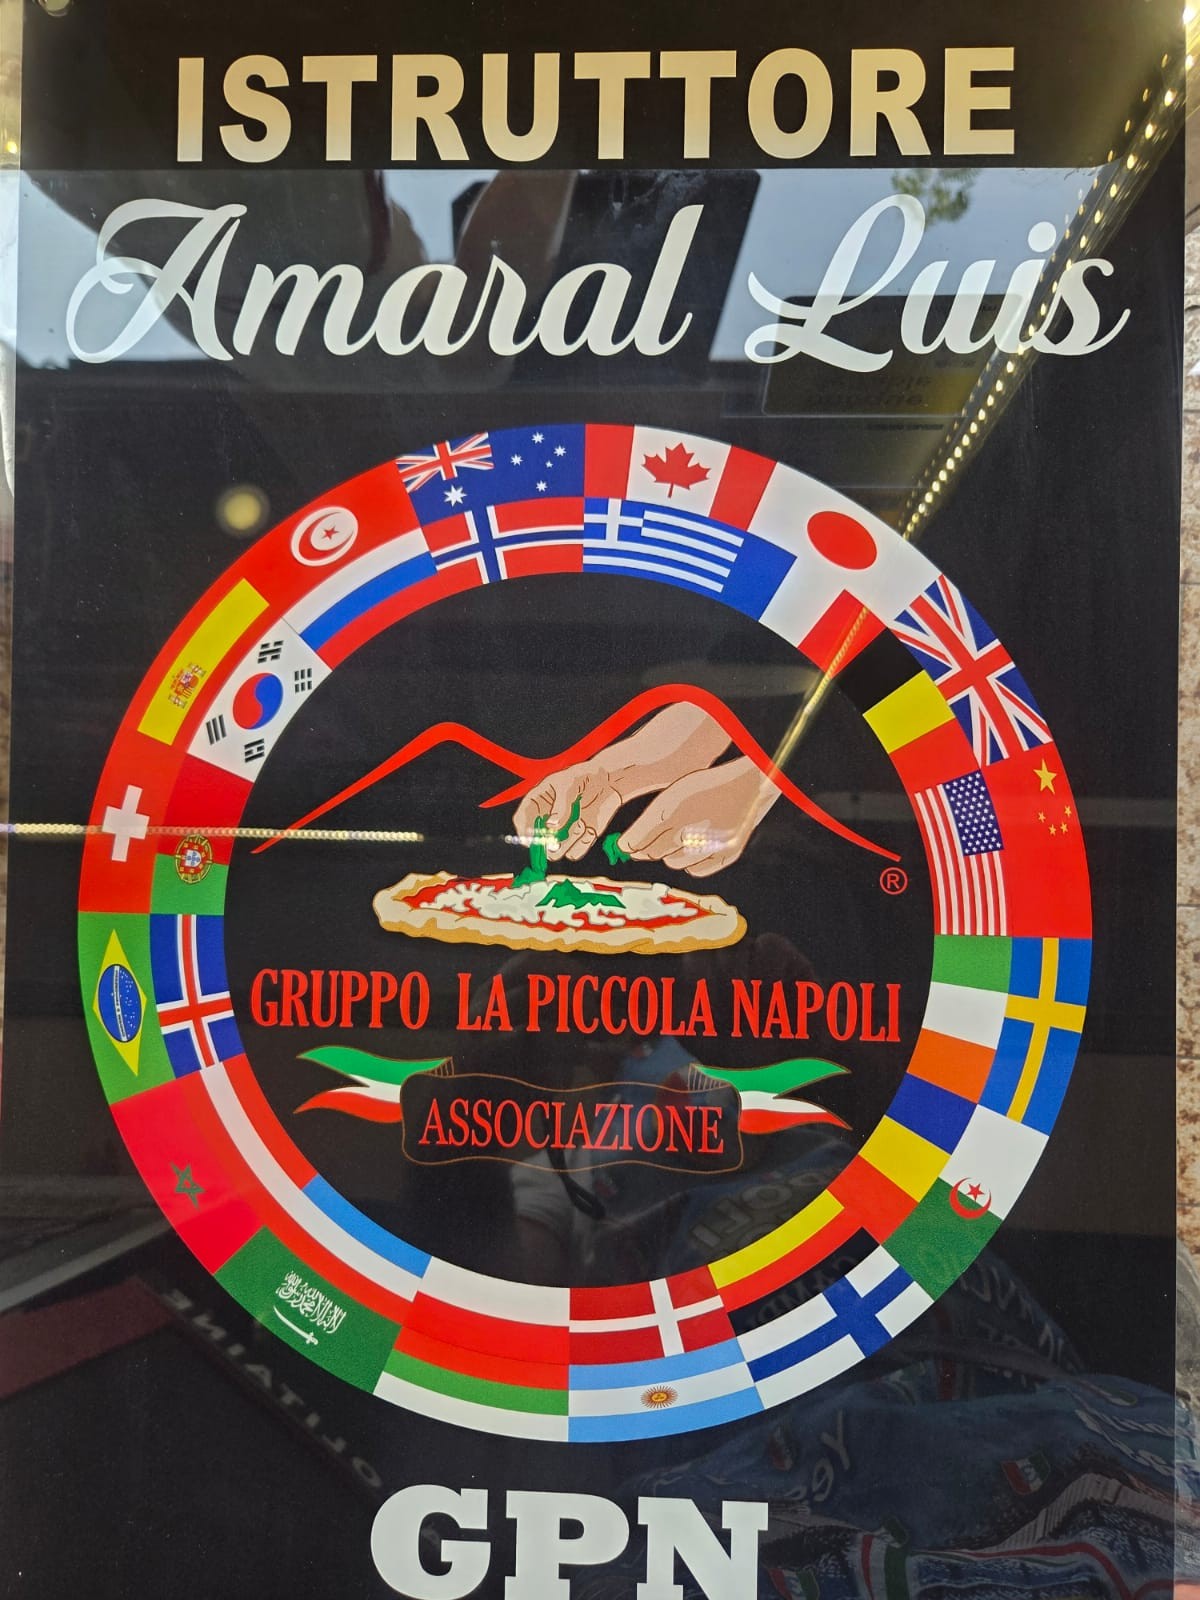 ISTRUTTORE
Amaral Luis
®
GRUPPO LA PICCOLA NAPOLI
ASSOCIAZIONE
GPN